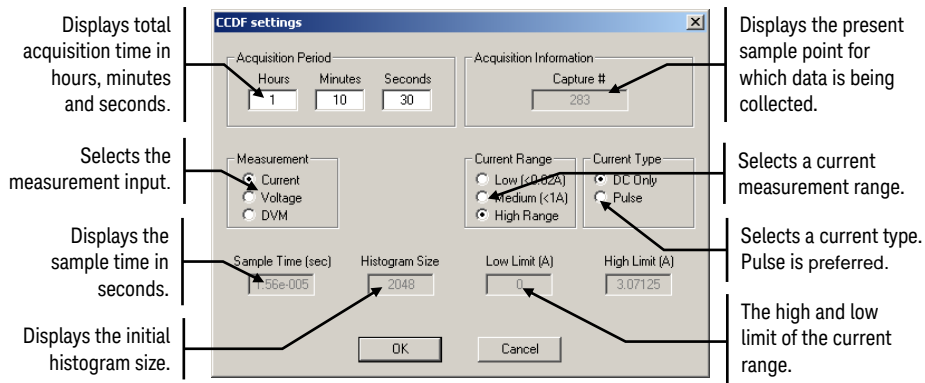 Displays total
acquisition time in
hours, minutes
and seconds.
Selects the
measurement input.
Displays the
sample time in
seconds.
Displays the initial
histogram size.
CCDF settings
Acquisition Period
Hours Minutes Seconds
1 10 30
Acquisition Information
Capture #
283
Measurement
Current
Voltage
DVM
Current Range
Low (<0.02A)
Medium (<1A)
High Range
Current Type
DC Only
Pulse
Sample Time (sec) Histogram Size Low Limit (A) High Limit (A)
1.56e-005 2048 0 3.07125
OK Cancel
Displays the present
sample point for
which data is being
collected.
Selects a current
measurement range.
Selects a current type.
Pulse is preferred.
The high and low
limit of the current
range.